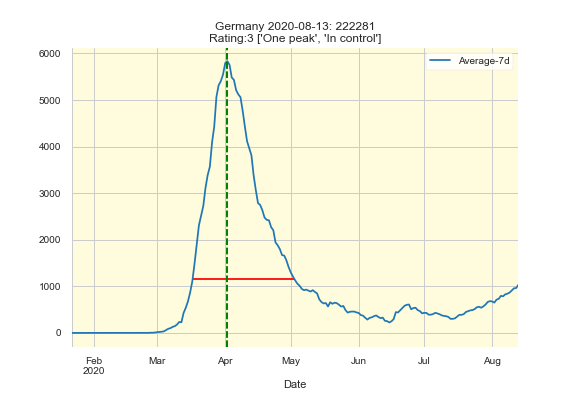 Germany 2020-08-13: 222281
Rating:3 ['One peak', 'In control']
Average-7d
6000
5000
4000
3000
2000
1000
0
Feb Mar Apr May Jun Jul Aug
2020
Date